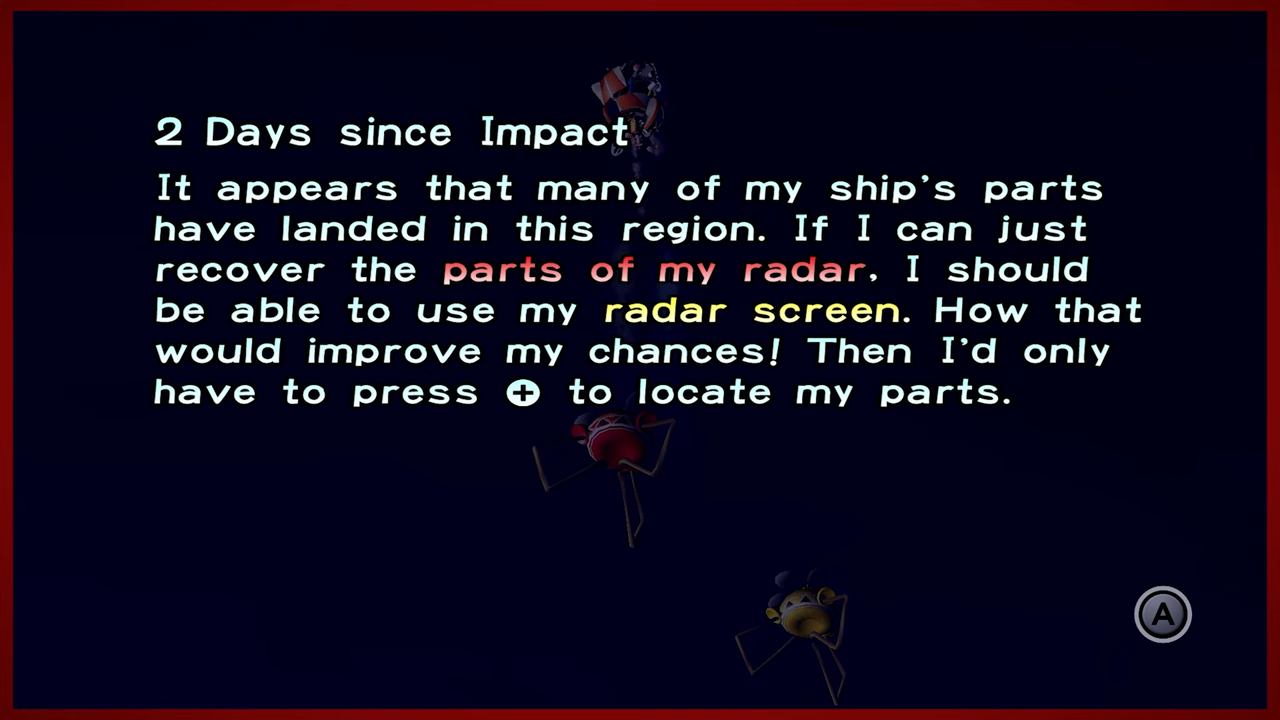 2 Days since Impact
It appears that many of my ship's parts
have landed in this region. If I can just
recover the parts of my radar, I should
be able to use my radar screen. How that
would improve my chances! Then I'd only
have to press + to locate my parts.
A